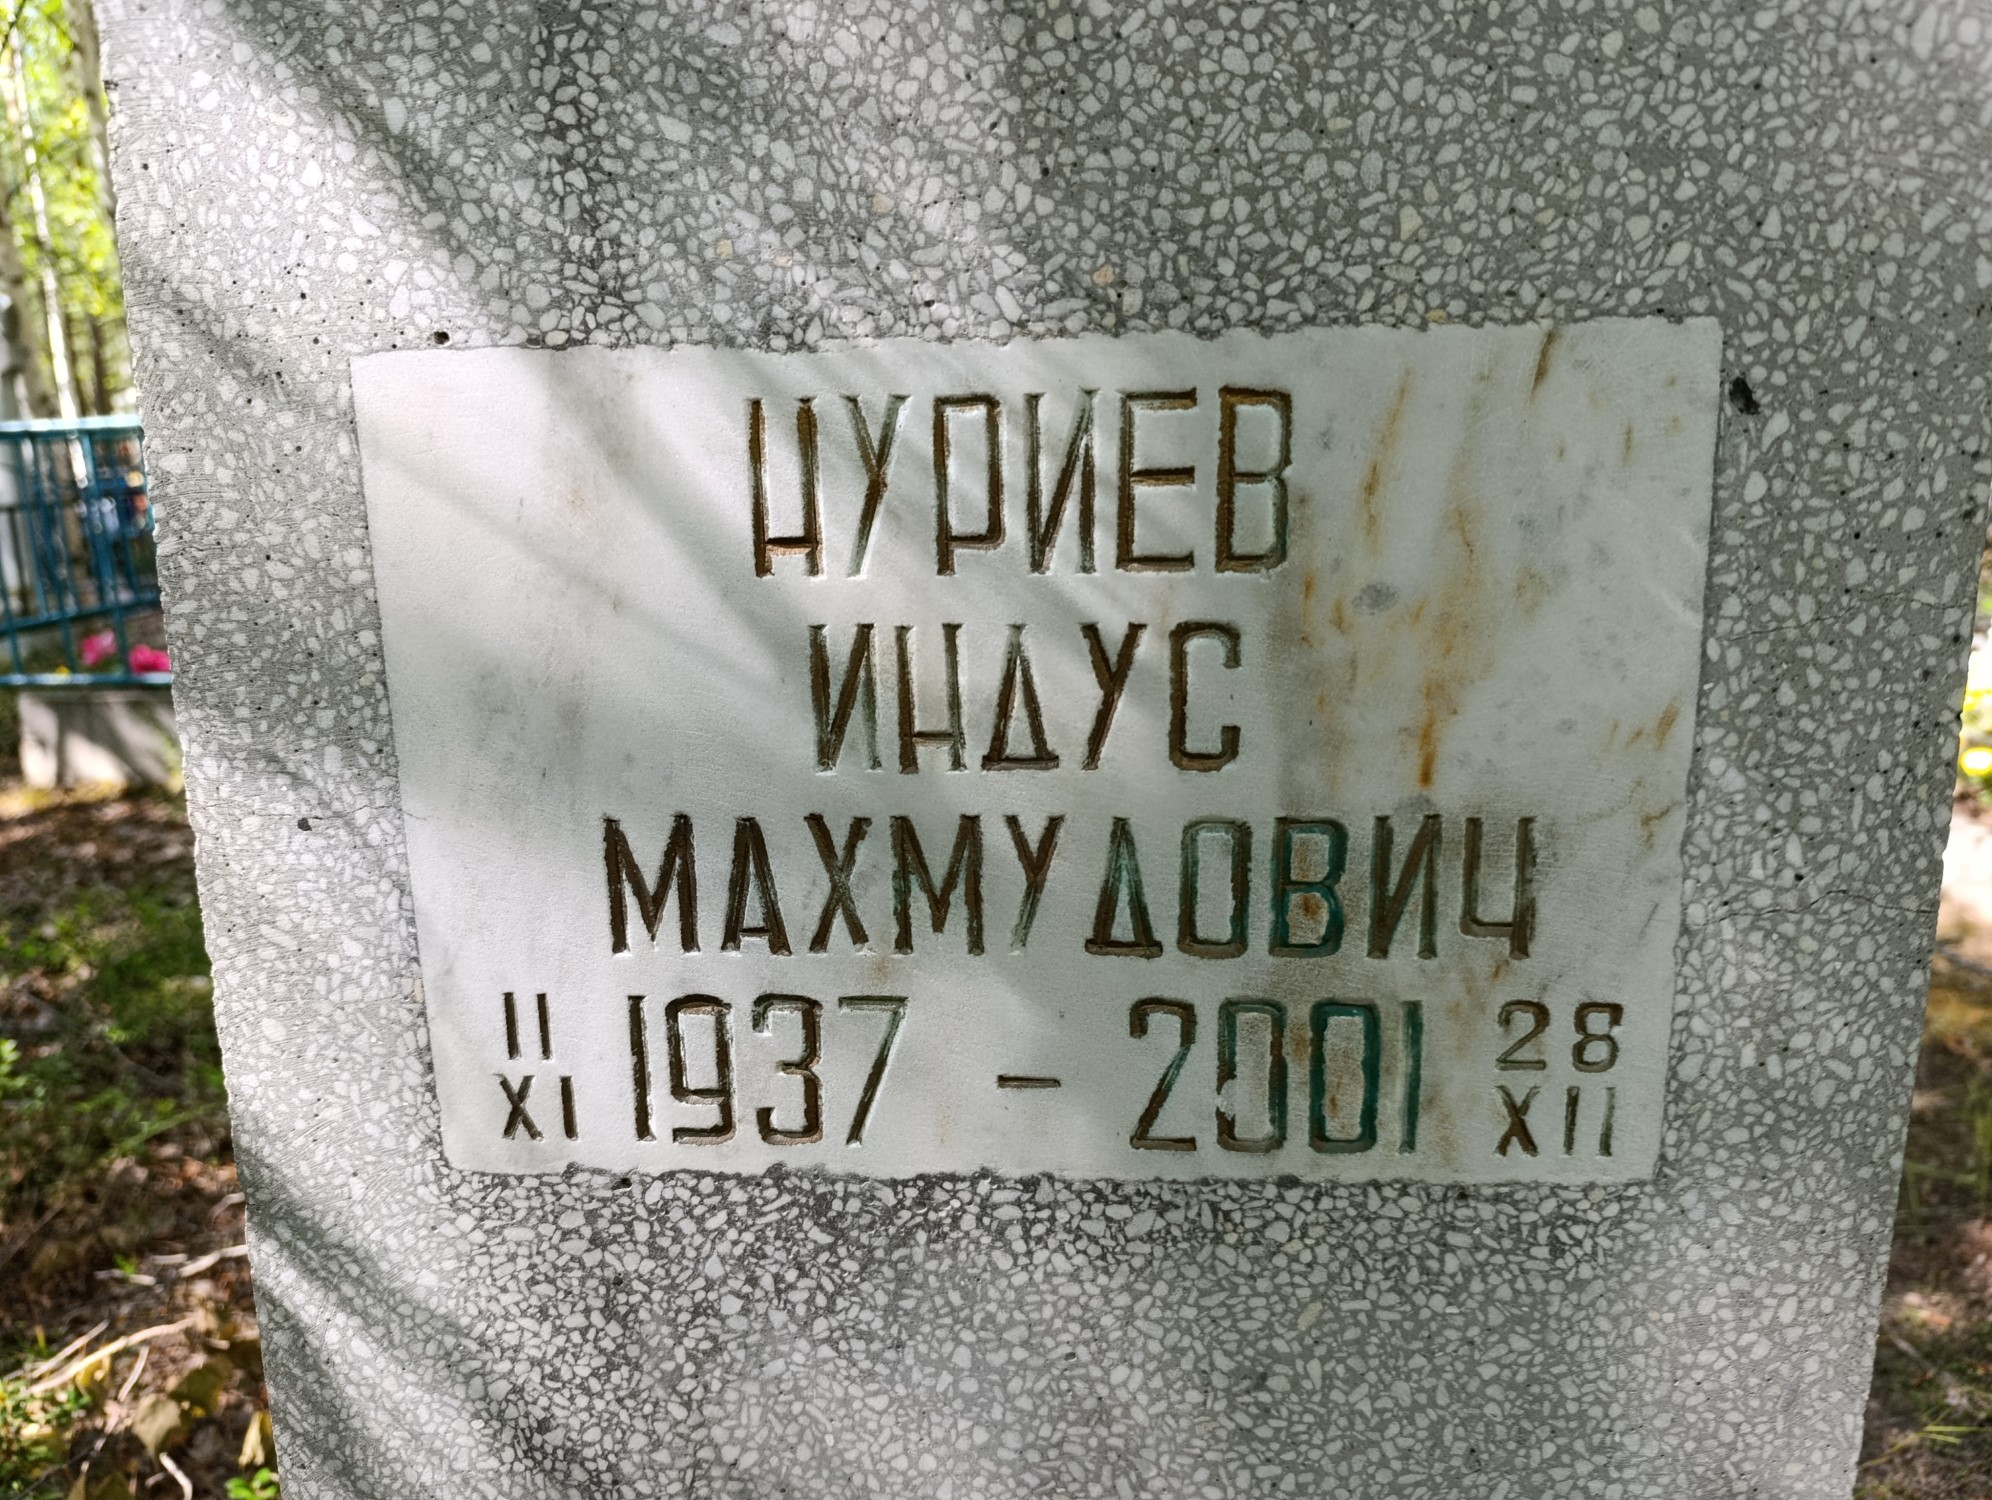 НУРИЕВ
ИНДУС
МАХМУДОВИЧ
11 XI 1937 - 2001 28 XII